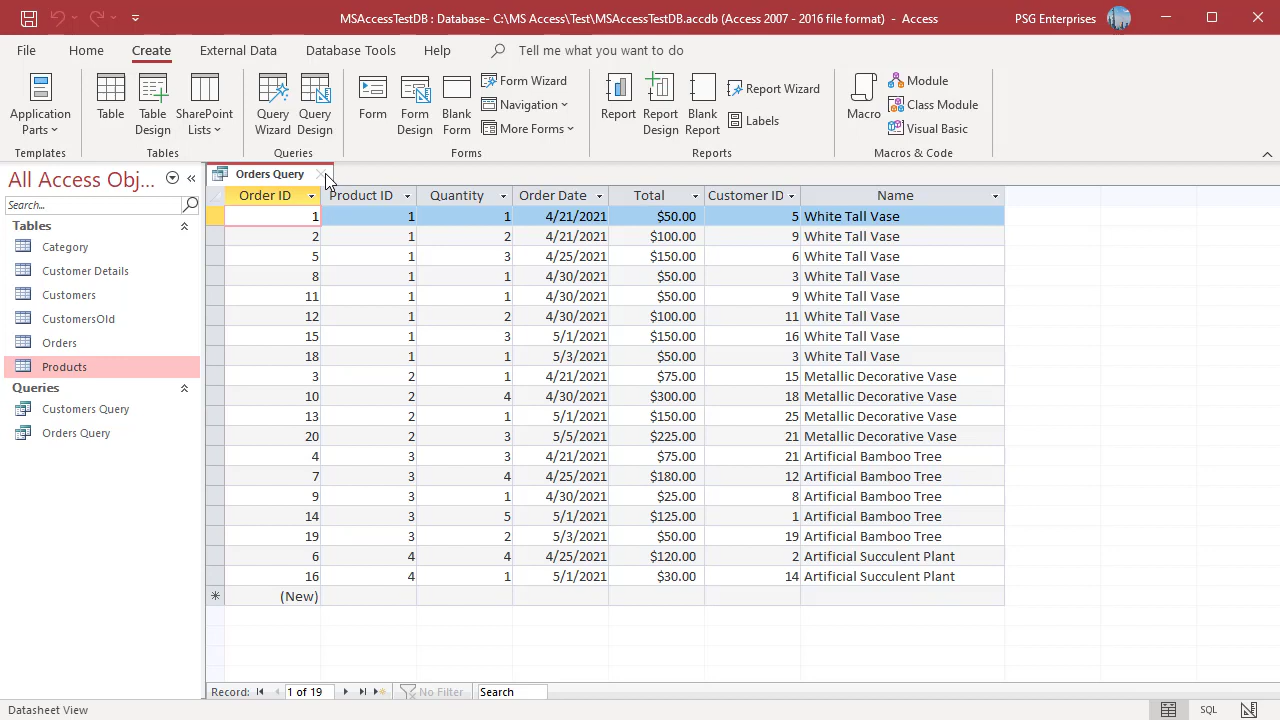 MSAccessTestDB : Database- C:\MS Access\Test\MSAccessTestDB.accdb (Access 2007 - 2016 file format) - Access PSG Enterprises
File Home Create External Data Database Tools Help Tell me what you want to do
Application Parts Table Table Design SharePoint Lists Query Wizard Query Design Form Form Design Blank Form Form Wizard Navigation More Forms Report Report Design Blank Report Report Wizard Labels Macro Module Class Module Visual Basic
Templates Tables Queries Forms Reports Macros & Code
All Access Obj...
Search...
Tables
Category
Customer Details
Customers
CustomersOld
Orders
Products
Queries
Customers Query
Orders Query
Orders Query
Order ID Product ID Quantity Order Date Total Customer ID Name
1 1 1 4/21/2021 $50.00 5 White Tall Vase
2 1 2 4/21/2021 $100.00 9 White Tall Vase
5 1 3 4/25/2021 $150.00 6 White Tall Vase
8 1 1 4/30/2021 $50.00 3 White Tall Vase
11 1 1 4/30/2021 $50.00 9 White Tall Vase
12 1 2 4/30/2021 $100.00 11 White Tall Vase
15 1 3 5/1/2021 $150.00 16 White Tall Vase
18 1 1 5/3/2021 $50.00 3 White Tall Vase
3 2 1 4/21/2021 $75.00 15 Metallic Decorative Vase
10 2 4 4/30/2021 $300.00 18 Metallic Decorative Vase
13 2 1 5/1/2021 $150.00 25 Metallic Decorative Vase
20 2 3 5/5/2021 $225.00 21 Metallic Decorative Vase
4 3 3 4/21/2021 $75.00 21 Artificial Bamboo Tree
7 3 4 4/25/2021 $180.00 12 Artificial Bamboo Tree
9 3 1 4/30/2021 $25.00 8 Artificial Bamboo Tree
14 3 5 5/1/2021 $125.00 1 Artificial Bamboo Tree
19 3 2 5/3/2021 $50.00 19 Artificial Bamboo Tree
6 4 4 4/25/2021 $120.00 2 Artificial Succulent Plant
16 4 1 5/1/2021 $30.00 14 Artificial Succulent Plant
(New)
Record: 1 of 19 No Filter Search
Datasheet View SQL